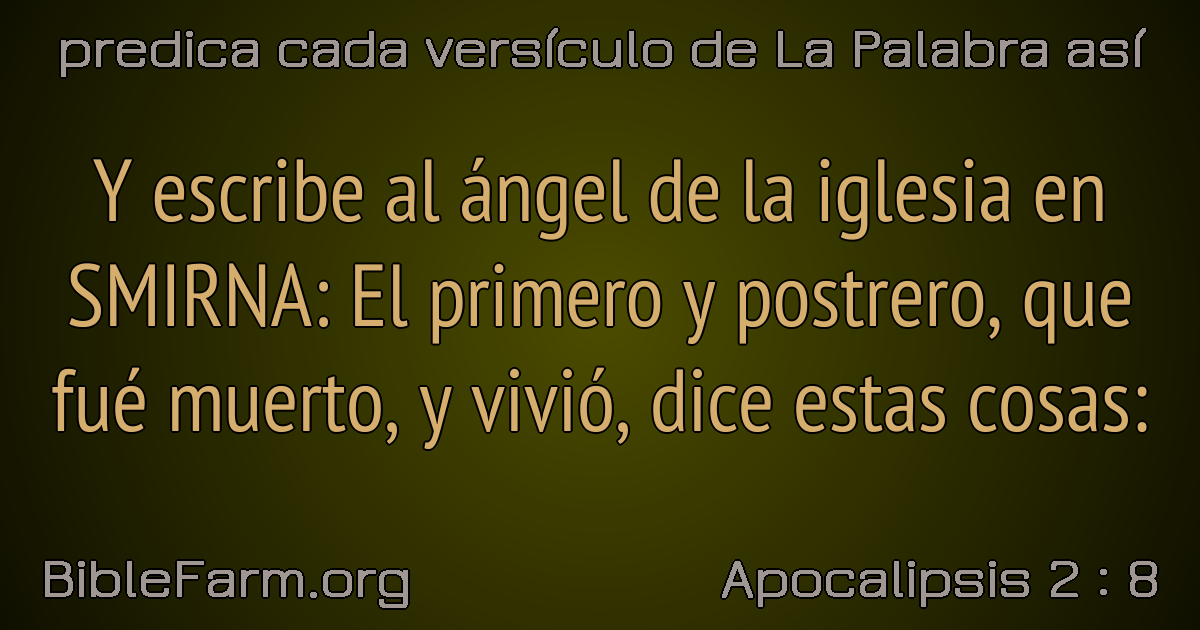 predica cada versículo de La Palabra así
Y escribe al ángel de la iglesia en
SMIRNA: El primero y postrero, que
fué muerto, y vivió, dice estas cosas:
BibleFarm.org
Apocalipsis 2 : 8